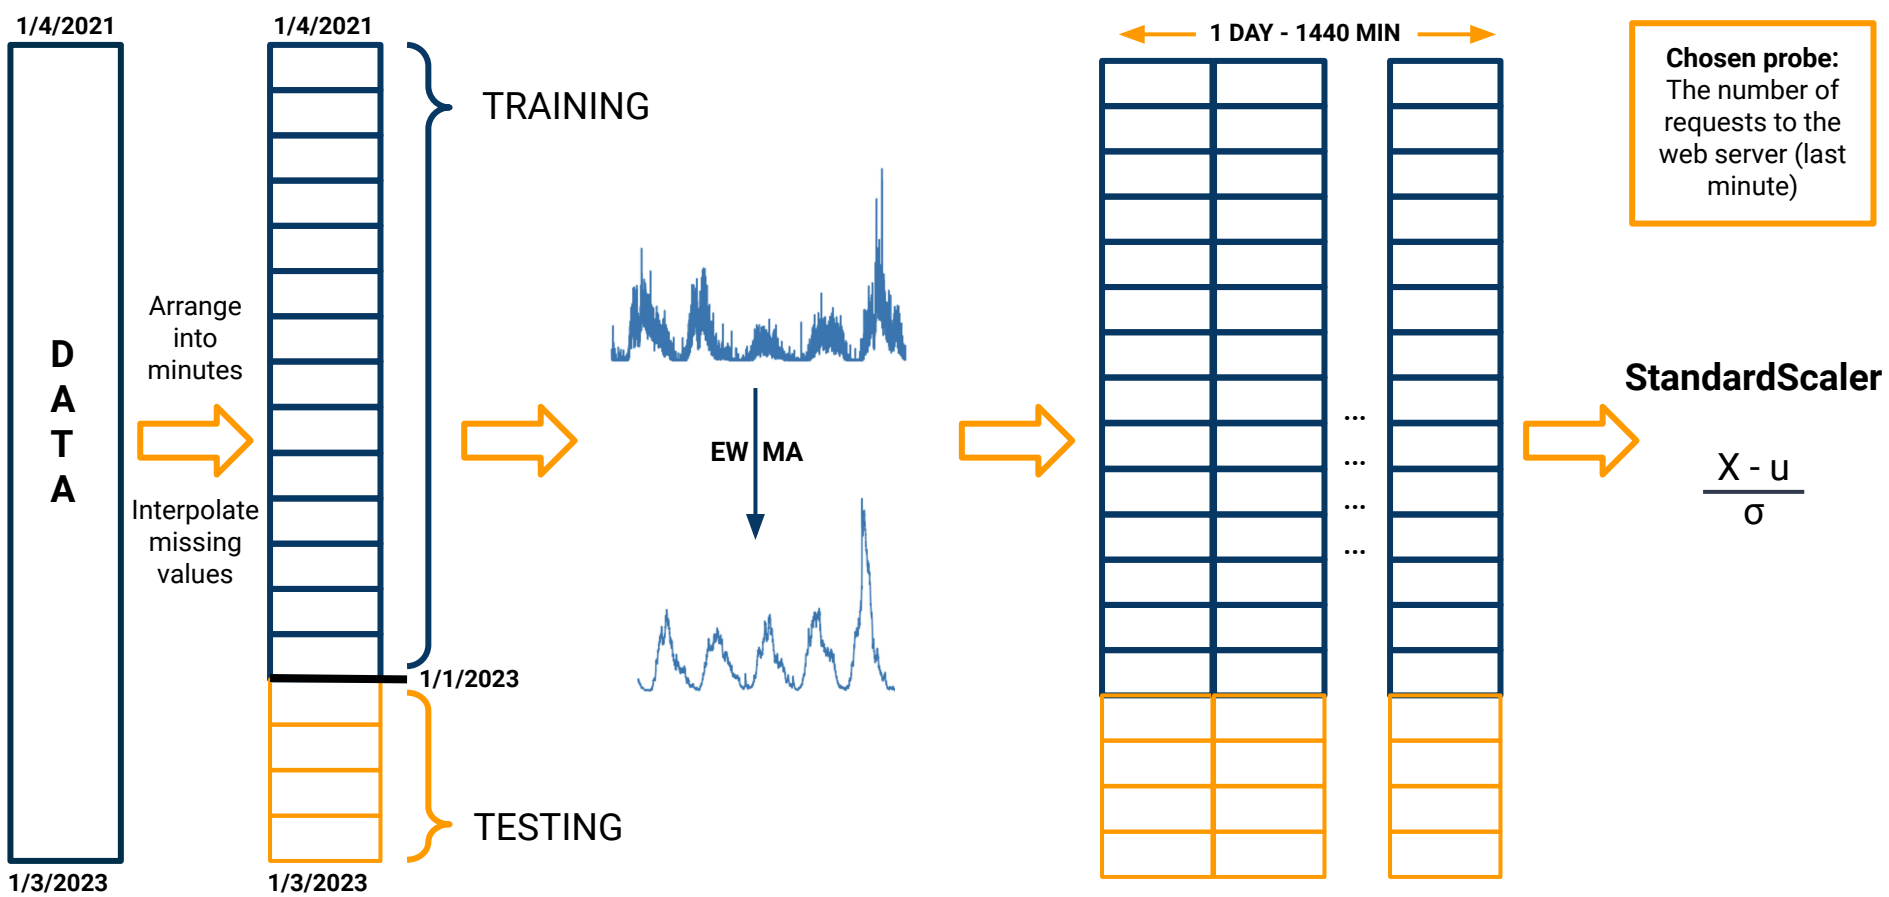 1/4/2021
D
A
T
A
1/3/2023
Arrange
into
minutes
Interpolate
missing
values
1/4/2021
TRAINING
1/1/2023
TESTING
1/3/2023
EW MA
1 DAY - 1440 MIN
...
...
...
...
Chosen probe:
The number of
requests to the
web server (last
minute)
StandardScaler
X - u
σ